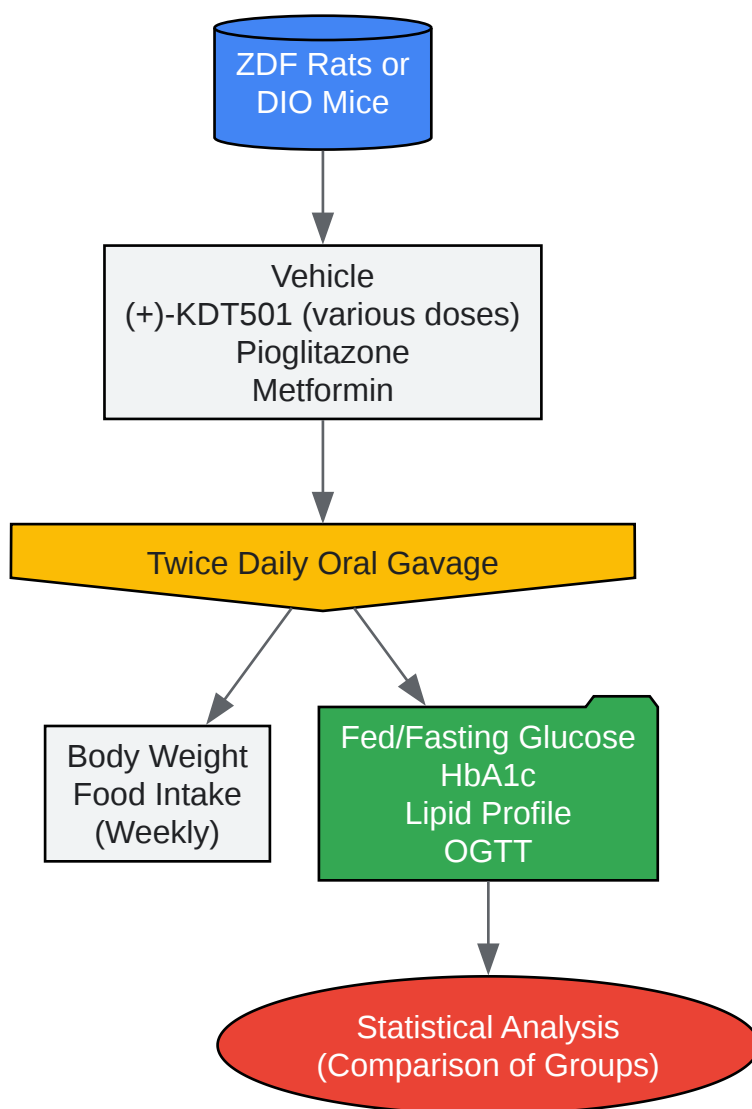 ZDF Rats or
DIO Mice
Vehicle
(+)-KDT501 (various doses)
Pioglitazone
Metformin
Twice Daily Oral Gavage
Body Weight
Food Intake
(Weekly)
Fed/Fasting Glucose
HbA1c
Lipid Profile
OGTT
Statistical Analysis
(Comparison of Groups)